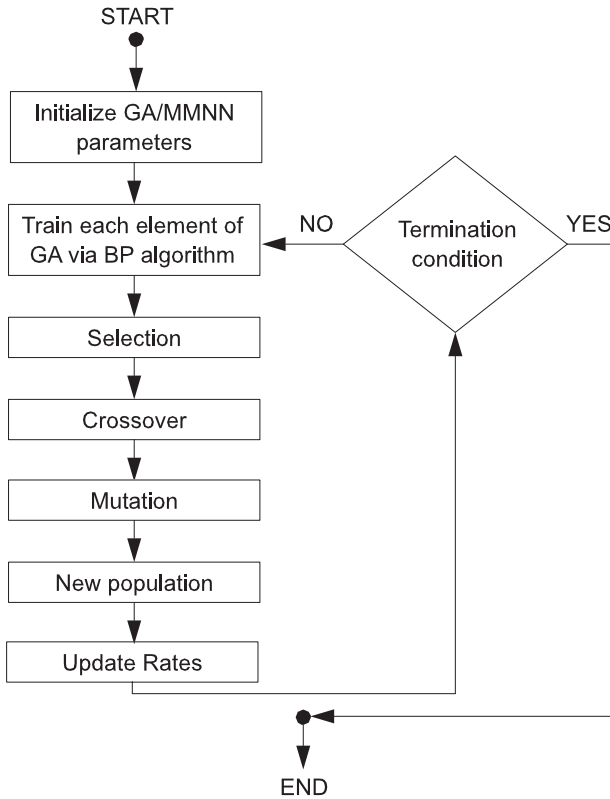 START
Initialize GA/MMNN
parameters
Train each element of
GA via BP algorithm
NO
Termination
condition
YES
Selection
Crossover
Mutation
New population
Update Rates
END